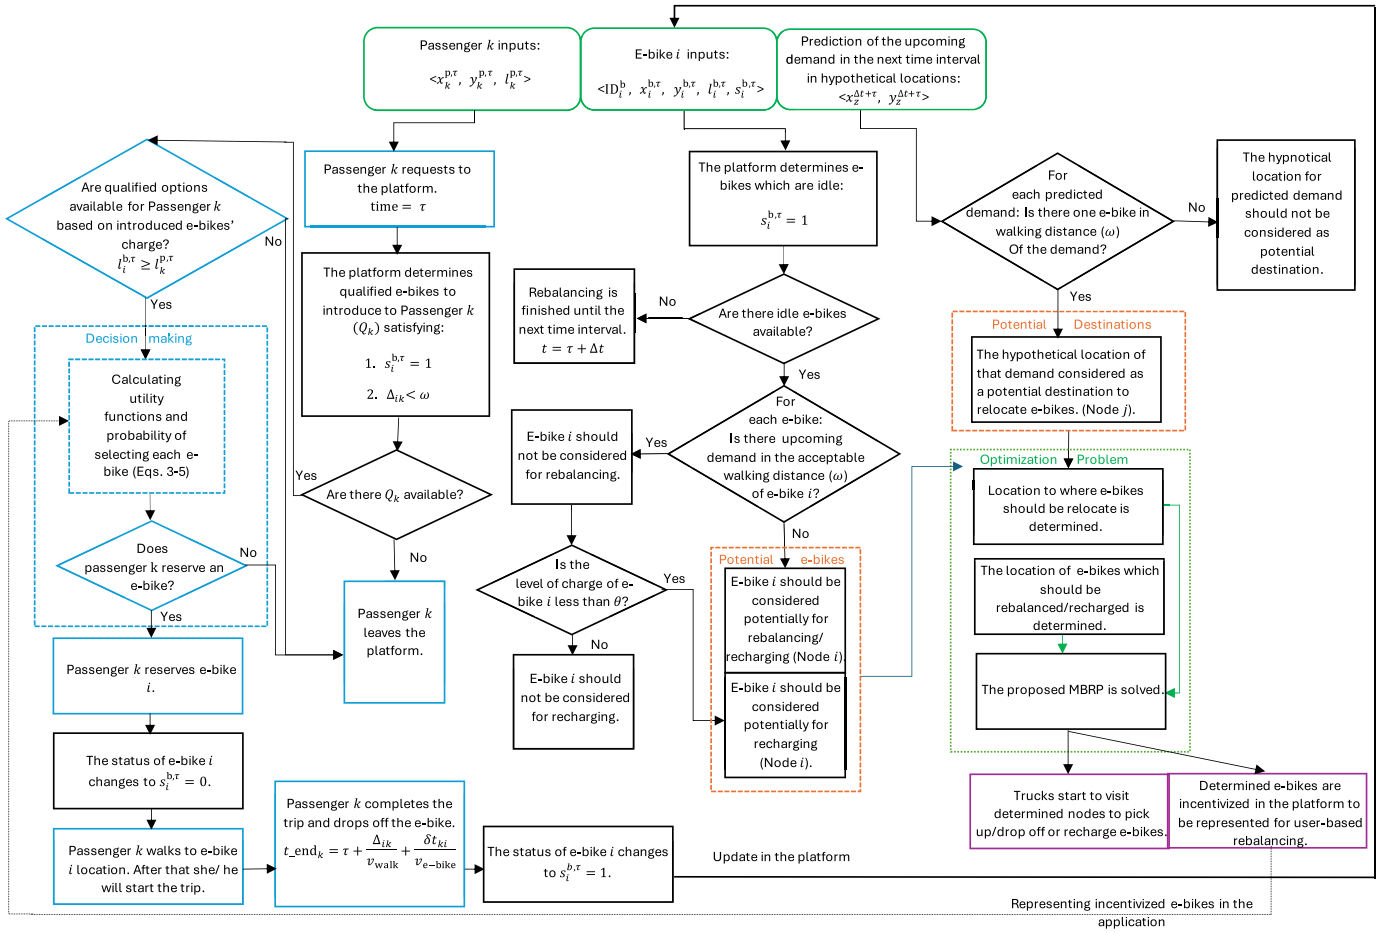 Passenger k inputs:
<x_k^{p,τ}, y_k^{p,τ}, l_k^{p,τ}>
E-bike i inputs:
<ID_i^b, x_i^{b,τ}, y_i^{b,τ}, l_i^{b,τ}, s_i^{b,τ}>
Prediction of the upcoming
demand in the next time interval
in hypothetical locations:
<x_z^{Δt+τ}, y_z^{Δt+τ}>
Are qualified options
available for Passenger k
based on introduced e-bikes'
charge?
l_i^{b,τ} ≥ l_k^{p,τ}
No
Yes
Passenger k requests to
the platform.
time = τ
The platform determines
qualified e-bikes to
introduce to Passenger k
(Q_k) satisfying:
1. s_i^{b,τ} = 1
2. Δ_{ik} < ω
Are there Q_k available?
Yes
No
Passenger k
leaves the
platform.
Decision making
Calculating
utility
functions and
probability of
selecting each e-
bike (Eqs. 3-5)
Does
passenger k reserve an
e-bike?
No
Yes
Passenger k reserves e-bike
i.
The status of e-bike i
changes to s_i^{b,τ} = 0.
Passenger k walks to e-bike
i location. After that she/ he
will start the trip.
Passenger k completes the
trip and drops off the e-bike.
t_end_k = τ + Δ_{ik}/v_walk + δt_{ki}/v_{e-bike}
The status of e-bike i changes
to s_i^{b,τ} = 1.
Update in the platform
The platform determines e-
bikes which are idle:
s_i^{b,τ} = 1
Are there idle e-bikes
available?
No
Yes
Rebalancing is
finished until the
next time interval.
t = τ + Δt
For
each e-bike:
Is there upcoming
demand in the acceptable
walking distance (ω)
of e-bike i?
Yes
No
E-bike i should
not be considered
for rebalancing.
Is the
level of charge of e-
bike i less than θ?
Yes
No
E-bike i should
not be considered
for recharging.
Potential e-bikes
E-bike i should be
considered
potentially for
rebalancing/
recharging (Node i).
E-bike i should be
considered
potentially for
recharging
(Node i).
For
each predicted
demand: Is there one e-bike in
walking distance (ω)
Of the demand?
No
Yes
The hypnotical
location for
predicted demand
should not be
considered as
potential
destination.
Potential Destinations
The hypothetical location of
that demand considered as
a potential destination to
relocate e-bikes. (Node j).
Optimization Problem
Location to where e-bikes
should be relocate is
determined.
The location of e-bikes which
should be
rebalanced/recharged is
determined.
The proposed MBRP is solved.
Trucks start to visit
determined nodes to pick
up/drop off or recharge e-bikes.
Determined e-bikes are
incentivized in the platform to
be represented for user-based
rebalancing.
Representing incentivized e-bikes in the
application